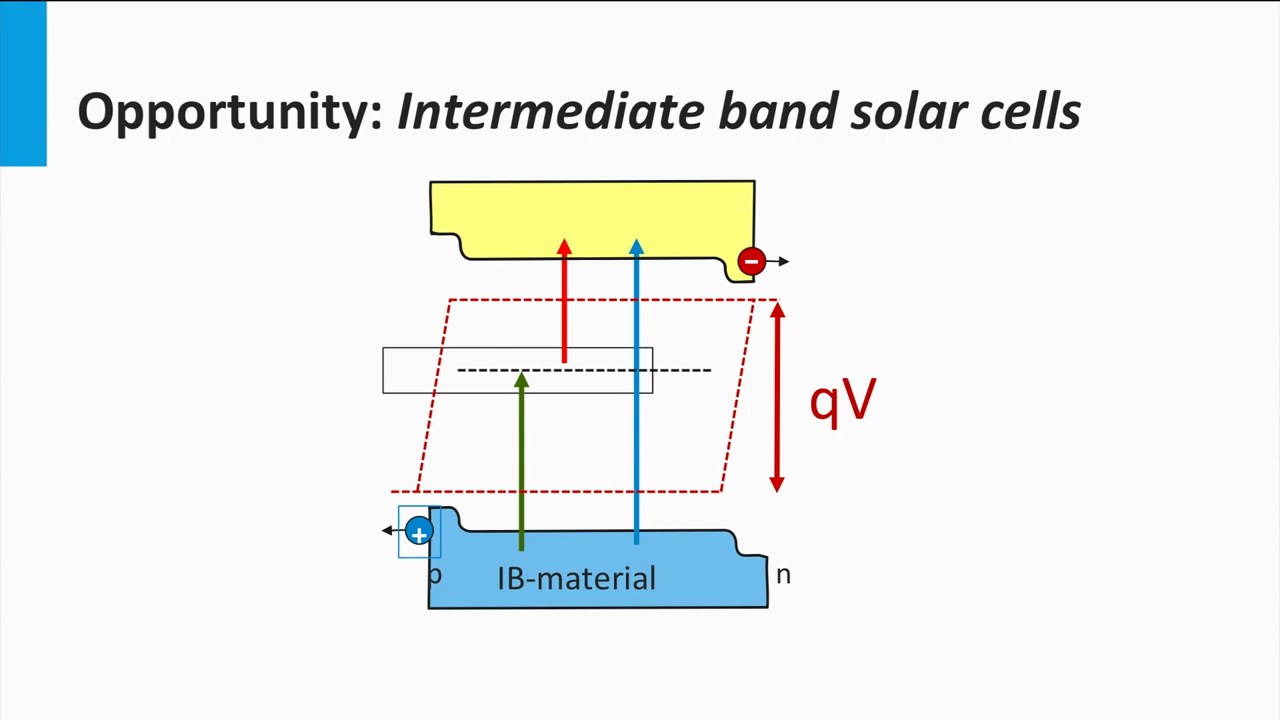 Opportunity: Intermediate band solar cells
−
qV
+
p
IB-material
n